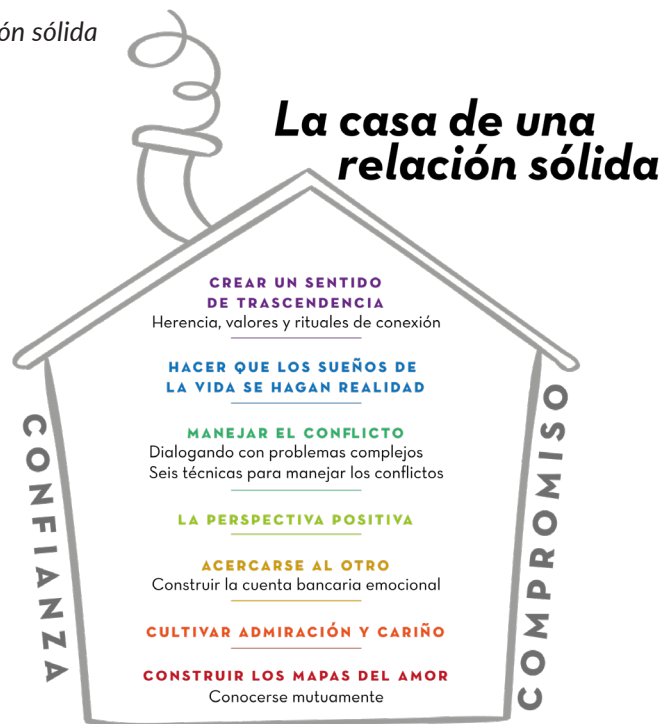 ón sólida
La casa de una
relación sólida
CREAR UN SENTIDO
DE TRASCENDENCIA
Herencia, valores y rituales de conexión
HACER QUE LOS SUEÑOS DE
LA VIDA SE HAGAN REALIDAD
MANEJAR EL CONFLICTO
Dialogando con problemas complejos
Seis técnicas para manejar los conflictos
LA PERSPECTIVA POSITIVA
ACERCARSE AL OTRO
Construir la cuenta bancaria emocional
CULTIVAR ADMIRACIÓN Y CARIÑO
CONSTRUIR LOS MAPAS DEL AMOR
Conocerse mutuamente
CONFIANZA
COMPROMISO